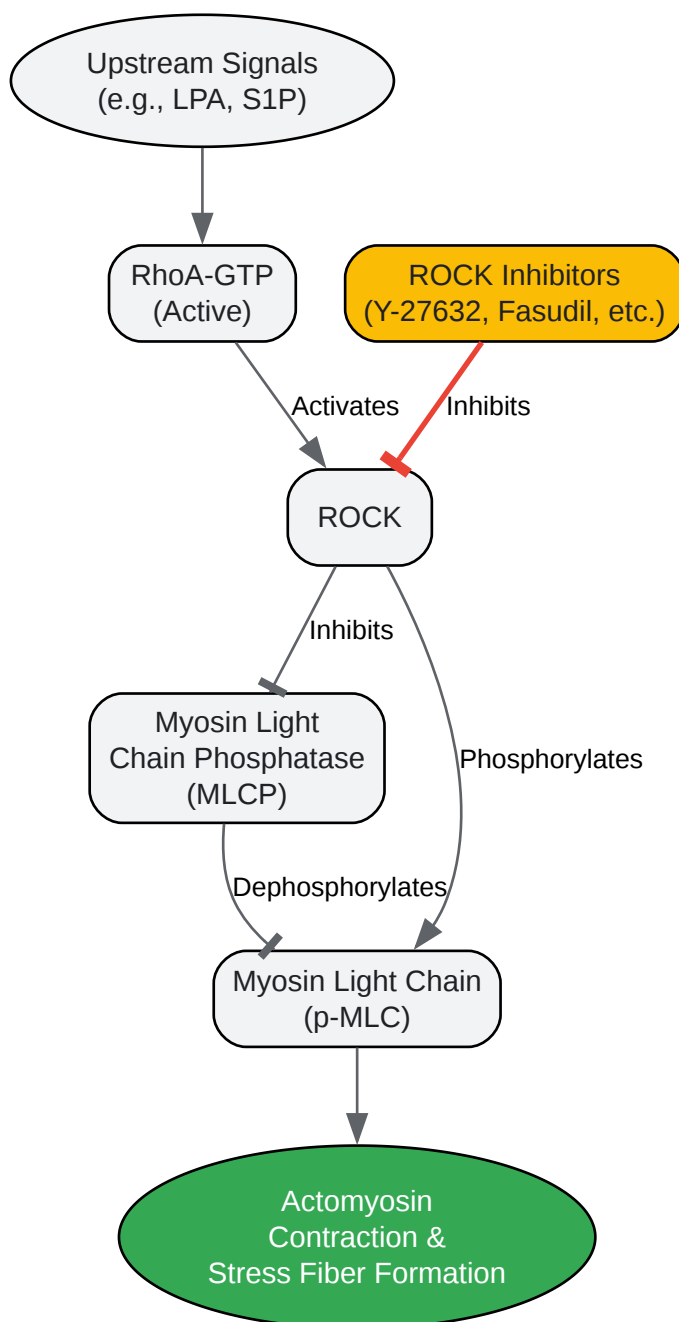 Upstream Signals
(e.g., LPA, S1P)
RhoA-GTP
(Active)
ROCK Inhibitors
(Y-27632, Fasudil, etc.)
Activates
Inhibits
ROCK
Inhibits
Myosin Light
Chain Phosphatase
(MLCP)
Phosphorylates
Dephosphorylates
Myosin Light Chain
(p-MLC)
Actomyosin
Contraction &
Stress Fiber Formation